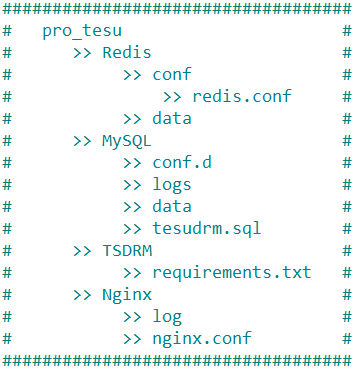 ###################################
#   pro_tesu                      #
#      >> Redis                   #
#           >> conf               #
#               >> redis.conf     #
#           >> data               #
#      >> MySQL                   #
#           >> conf.d             #
#           >> logs               #
#           >> data               #
#           >> tesudrm.sql        #
#      >> TSDRM                   #
#           >> requirements.txt   #
#      >> Nginx                   #
#           >> log                #
#           >> nginx.conf         #
###################################